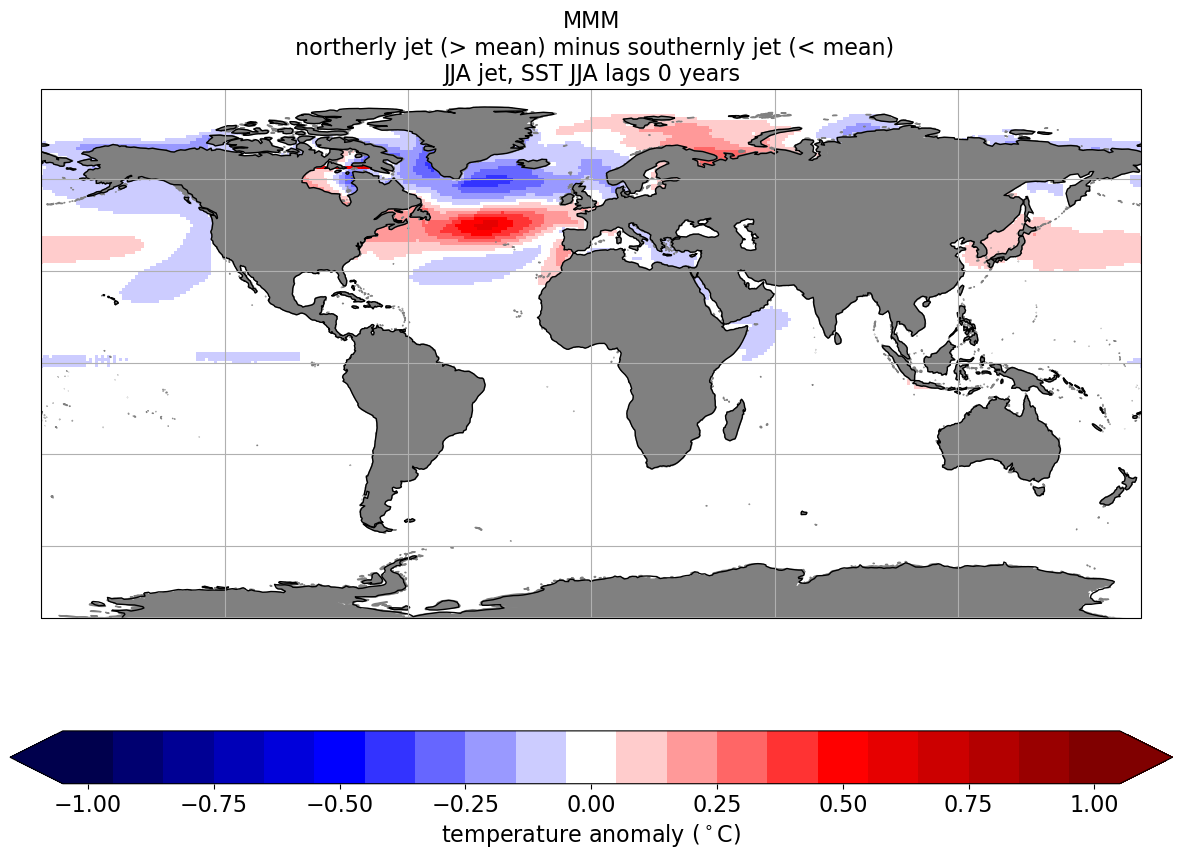 MMM
northerly jet (> mean) minus southernly jet (< mean)
JJA jet, SST JJA lags 0 years
−1.00 −0.75 −0.50 −0.25 0.00 0.25 0.50 0.75 1.00
temperature anomaly (°C)